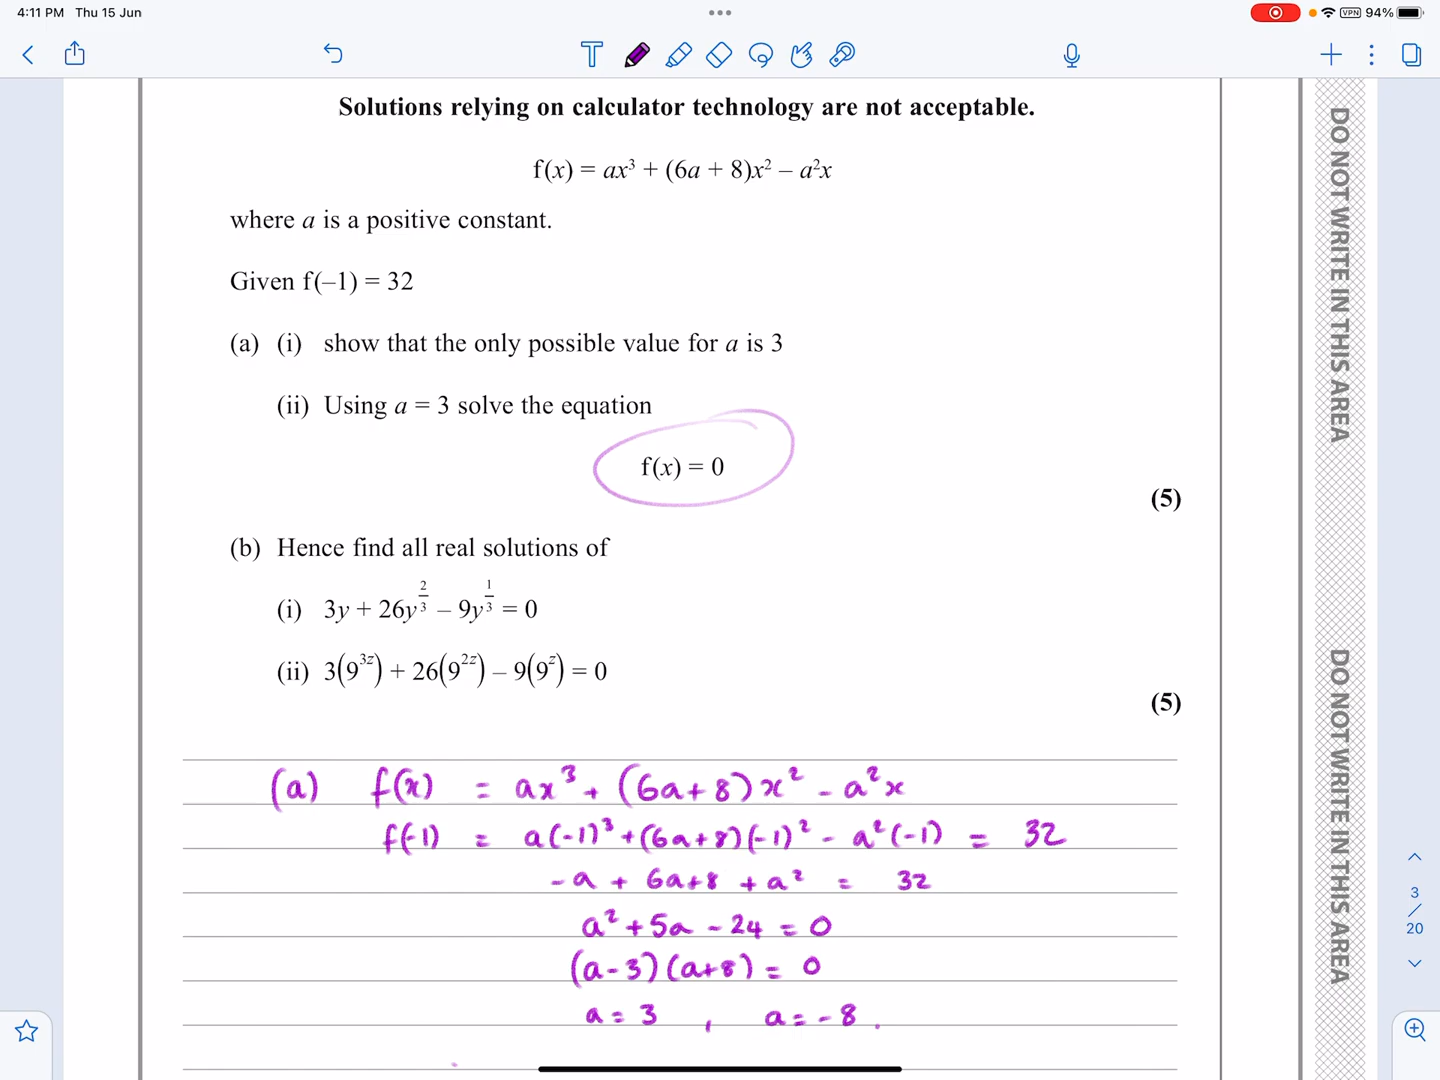 4:11 PM Thu 15 Jun
VPN 94%
Solutions relying on calculator technology are not acceptable.
f(x) = ax³ + (6a + 8)x² – a²x
where a is a positive constant.
Given f(–1) = 32
(a) (i) show that the only possible value for a is 3
(ii) Using a = 3 solve the equation
f(x) = 0
(5)
(b) Hence find all real solutions of
(i) 3y + 26y^(2/3) – 9y^(1/3) = 0
(ii) 3(9^(3z)) + 26(9^(2z)) – 9(9^z) = 0
(5)
(a) f(x) = ax³ + (6a+8)x² - a²x
f(-1) = a(-1)³ + (6a+8)(-1)² - a²(-1) = 32
-a + 6a+8 + a² = 32
a² + 5a - 24 = 0
(a-3)(a+8) = 0
a = 3 , a = -8 .
DO NOT WRITE IN THIS AREA
DO NOT WRITE IN THIS AREA
3
/
20